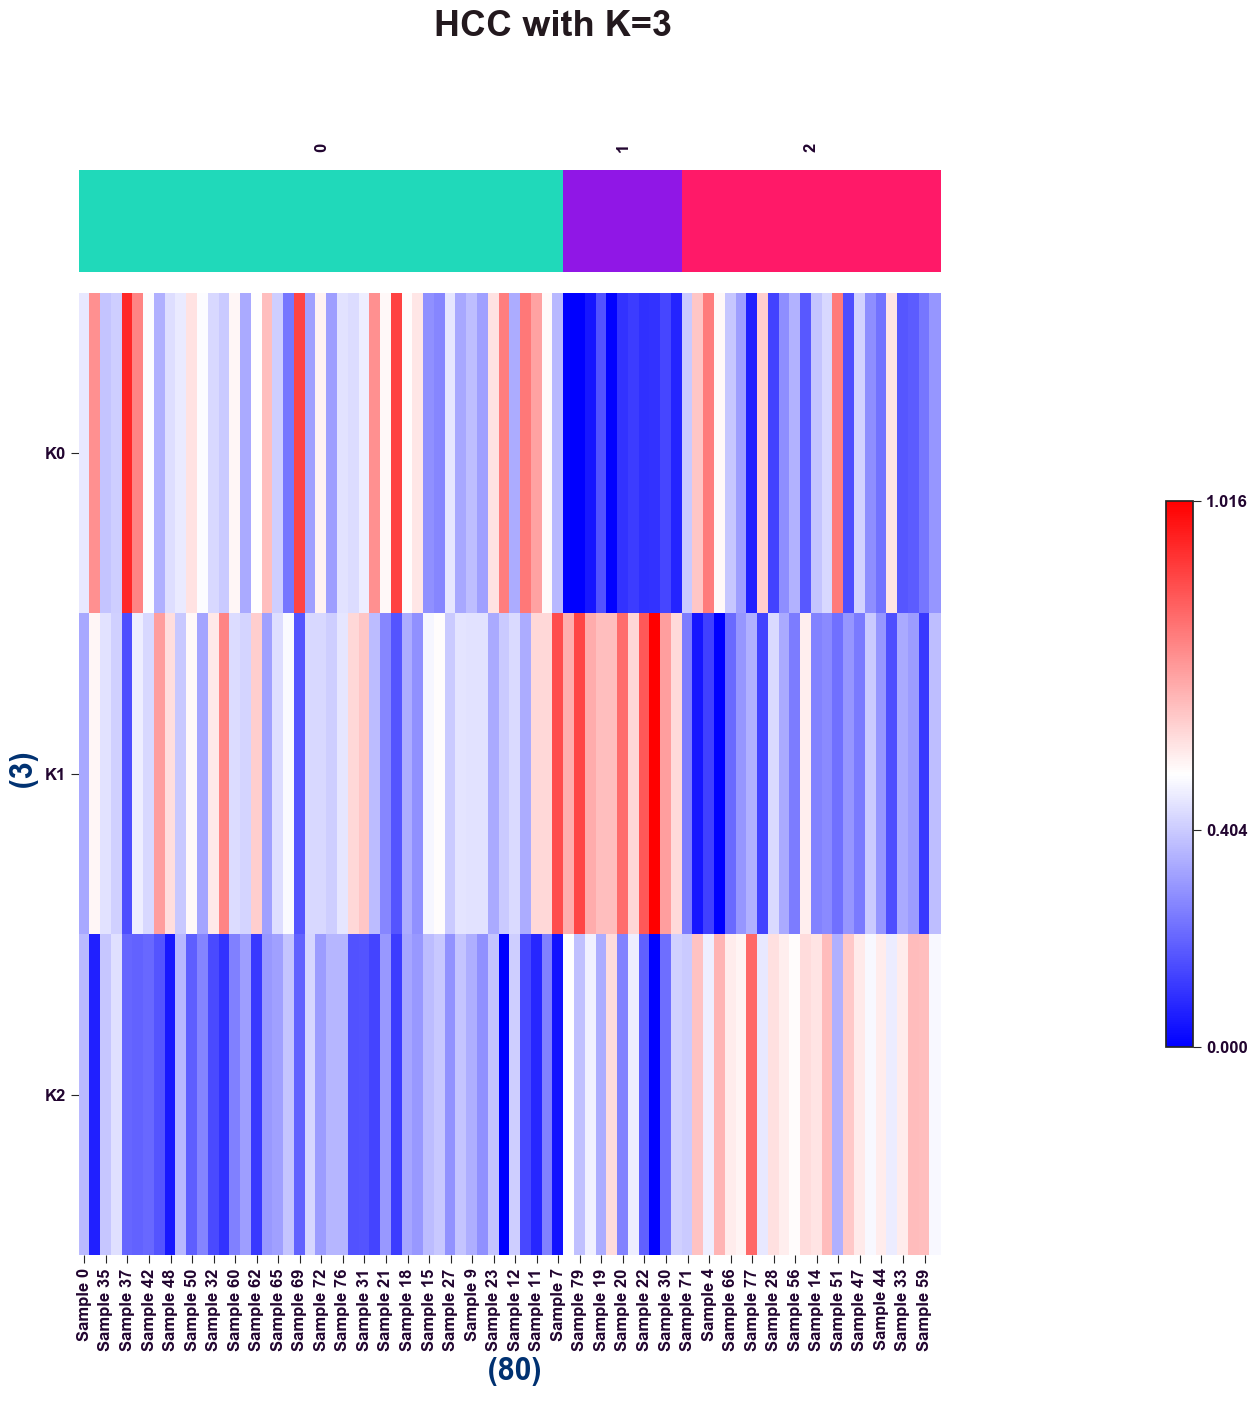 HCC with K=3
0
1
2
K0
K1
K2
(3)
1.016
0.404
0.000
Sample 0
Sample 35
Sample 37
Sample 42
Sample 48
Sample 50
Sample 32
Sample 60
Sample 62
Sample 65
Sample 69
Sample 72
Sample 76
Sample 31
Sample 21
Sample 18
Sample 15
Sample 27
Sample 9
Sample 23
Sample 12
Sample 11
Sample 7
Sample 79
Sample 19
Sample 20
Sample 22
Sample 30
Sample 71
Sample 4
Sample 66
Sample 77
Sample 28
Sample 56
Sample 14
Sample 51
Sample 47
Sample 44
Sample 33
Sample 59
(80)